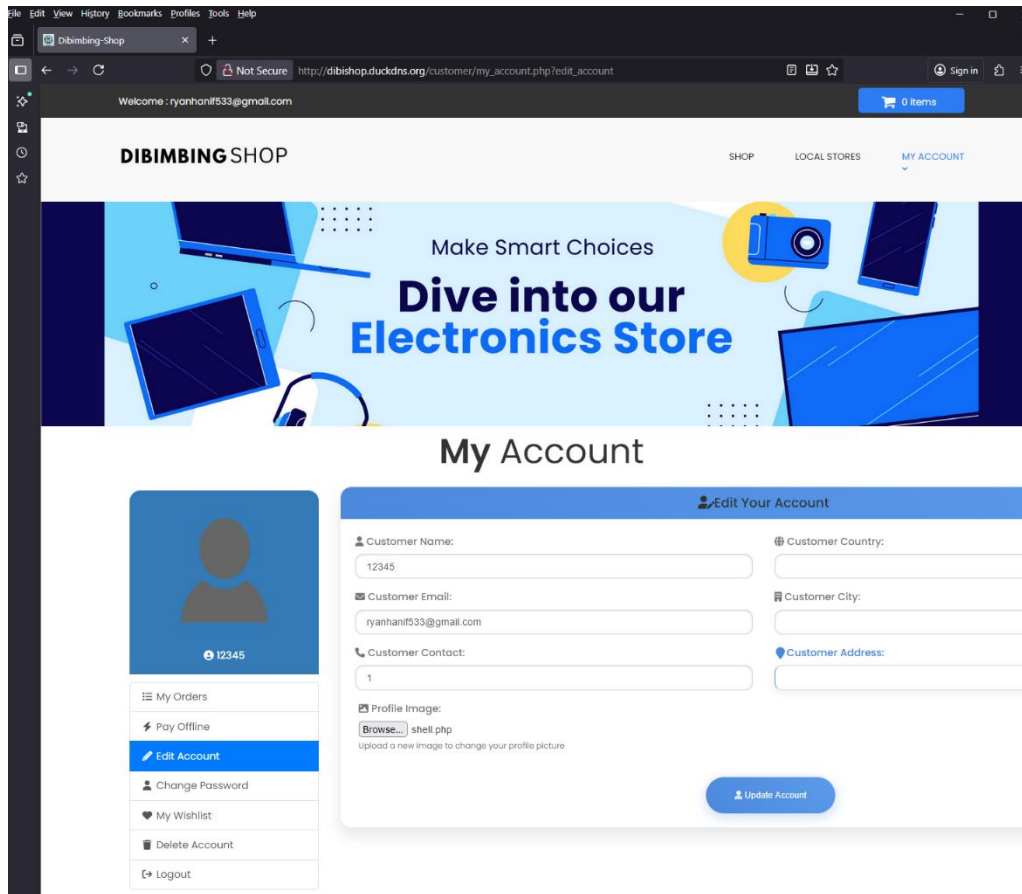 File Edit View History Bookmarks Profiles Tools Help
Dibimbing-Shop
Not Secure http://dibishop.duckdns.org/customer/my_account.php?edit_account
Sign in
Welcome : ryanhanif533@gmail.com
0 Items
DIBIMBING SHOP
SHOP LOCAL STORES MY ACCOUNT
Make Smart Choices
Dive into our
Electronics Store
My Account
Edit Your Account
Customer Name:
Customer Country:
12345
Customer Email:
Customer City:
ryanhanif533@gmail.com
Customer Contact:
Customer Address:
1
Profile Image:
Browse... shell.php
Upload a new image to change your profile picture
Update Account
12345
My Orders
Pay Offline
Edit Account
Change Password
My Wishlist
Delete Account
Logout